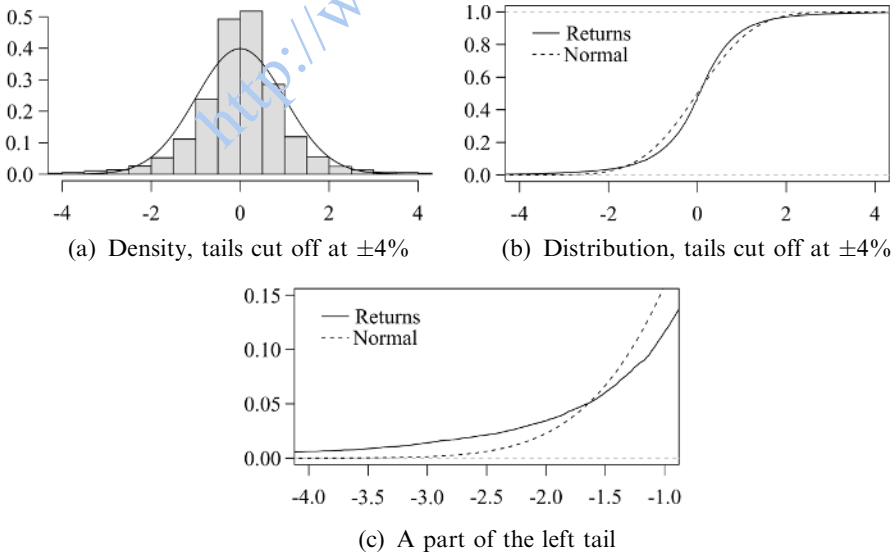 0.5
0.4
0.3
0.2
0.1
0.0
-4 -2 0 2 4
(a) Density, tails cut off at ±4%
http://w
1.0
0.8
0.6
0.4
0.2
0.0
Returns
Normal
-4 -2 0 2 4
(b) Distribution, tails cut off at ±4%
0.15
0.10
0.05
0.00
Returns
Normal
-4.0 -3.5 -3.0 -2.5 -2.0 -1.5 -1.0
(c) A part of the left tail